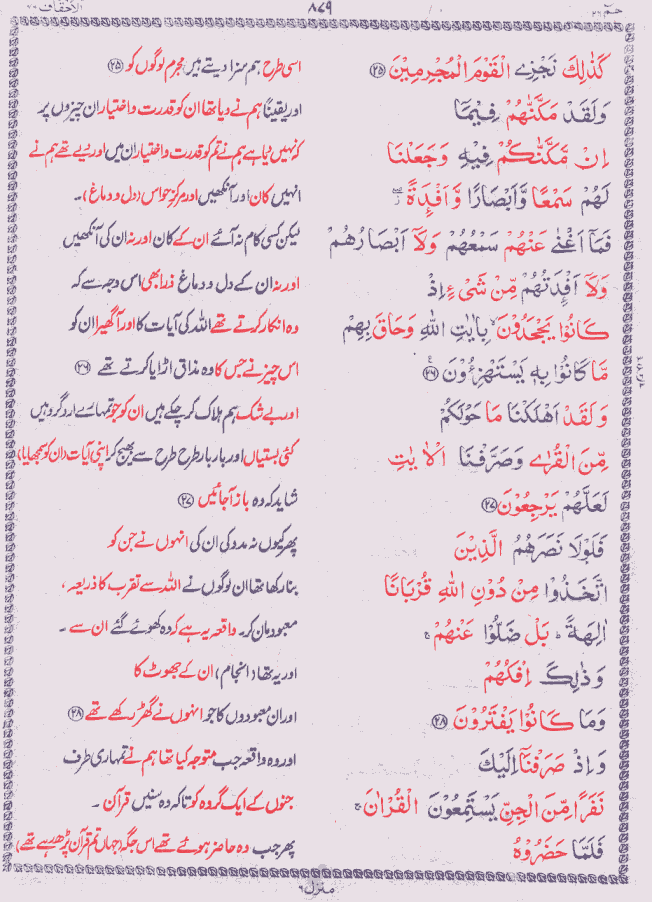 حٰمٓ ۲۶
۸۷۹
الاحقاف ۴۶
كَذٰلِكَ نَجْزِي الْقَوْمَ الْمُجْرِمِيْنَ ۲۵
اسی طرح ہم سزا دیتے ہیں مجرم لوگوں کو ۲۵
وَلَقَدْ مَكَّنّٰهُمْ فِيْمَآ
اور یقیناً ہم نے دیا تھا ان کو قدرت و اختیار ان چیزوں پر
اِنْ مَّكَّنّٰكُمْ فِيْهِ وَجَعَلْنَا
کہ نہیں دیا ہے ہم نے تم کو قدرت و اختیار ان میں اور دیے تھے ہم نے
لَهُمْ سَمْعًا وَّاَبْصَارًا وَّاَفْـِٕدَةً ۖ
انہیں کان اور آنکھیں اور مرکزِ حواس (دل و دماغ)۔
فَمَآ اَغْنٰى عَنْهُمْ سَمْعُهُمْ وَلَآ اَبْصَارُهُمْ
لیکن کسی کام نہ آئے ان کے کان اور نہ ان کی آنکھیں
وَلَآ اَفْـِٕدَتُهُمْ مِّنْ شَيْءٍ اِذْ
اور نہ ان کے دل و دماغ ذرا بھی اس وجہ سے کہ
كَانُوْا يَجْحَدُوْنَ بِاٰيٰتِ اللّٰهِ وَحَاقَ بِهِمْ
وہ انکار کرتے تھے اللہ کی آیات کا اور آ گھیرا ان کو
مَّا كَانُوْا بِهٖ يَسْتَهْزِءُوْنَ ۲۶
اس چیز نے جس کا وہ مذاق اڑایا کرتے تھے ۲۶
وَلَقَدْ اَهْلَكْنَا مَا حَوْلَكُمْ
اور بے شک ہم ہلاک کر چکے ہیں ان کو جو تمہارے ارد گرد ہیں
مِّنَ الْقُرٰى وَصَرَّفْنَا الْاٰيٰتِ
کئی بستیاں اور بار بار طرح طرح سے بھیج کر اپنی آیات (ان کو سمجھایا)
لَعَلَّهُمْ يَرْجِعُوْنَ ۲۷
شاید کہ وہ باز آ جائیں ۲۷
فَلَوْلَا نَصَرَهُمُ الَّذِيْنَ
پھر کیوں نہ مدد کی ان کی انہوں نے جن کو
اتَّخَذُوْا مِنْ دُوْنِ اللّٰهِ قُرْبَانًا
بنا رکھا تھا ان لوگوں نے اللہ سے تقرب کا ذریعہ،
اٰلِهَةً ؕ بَلْ ضَلُّوْا عَنْهُمْ ۚ
معبود مان کر۔ واقعہ یہ ہے کہ وہ کھوئے گئے ان سے۔
وَذٰلِكَ اِفْكُهُمْ
اور یہ تھا (انجام) ان کے جھوٹ کا
وَمَا كَانُوْا يَفْتَرُوْنَ ۲۸
اور ان معبودوں کا جو انہوں نے گھڑ رکھے تھے ۲۸
وَاِذْ صَرَفْنَآ اِلَيْكَ
اور وہ واقعہ جب متوجہ کیا تھا ہم نے تمہاری طرف
نَفَرًا مِّنَ الْجِنِّ يَسْتَمِعُوْنَ الْقُرْاٰنَ ۚ
جنوں کے ایک گروہ کو تاکہ وہ سنیں قرآن۔
فَلَمَّا حَضَرُوْهُ
پھر جب وہ حاضر ہوئے تھے اس جگہ (جہاں تم قرآن پڑھ رہے تھے)
منزل ۶